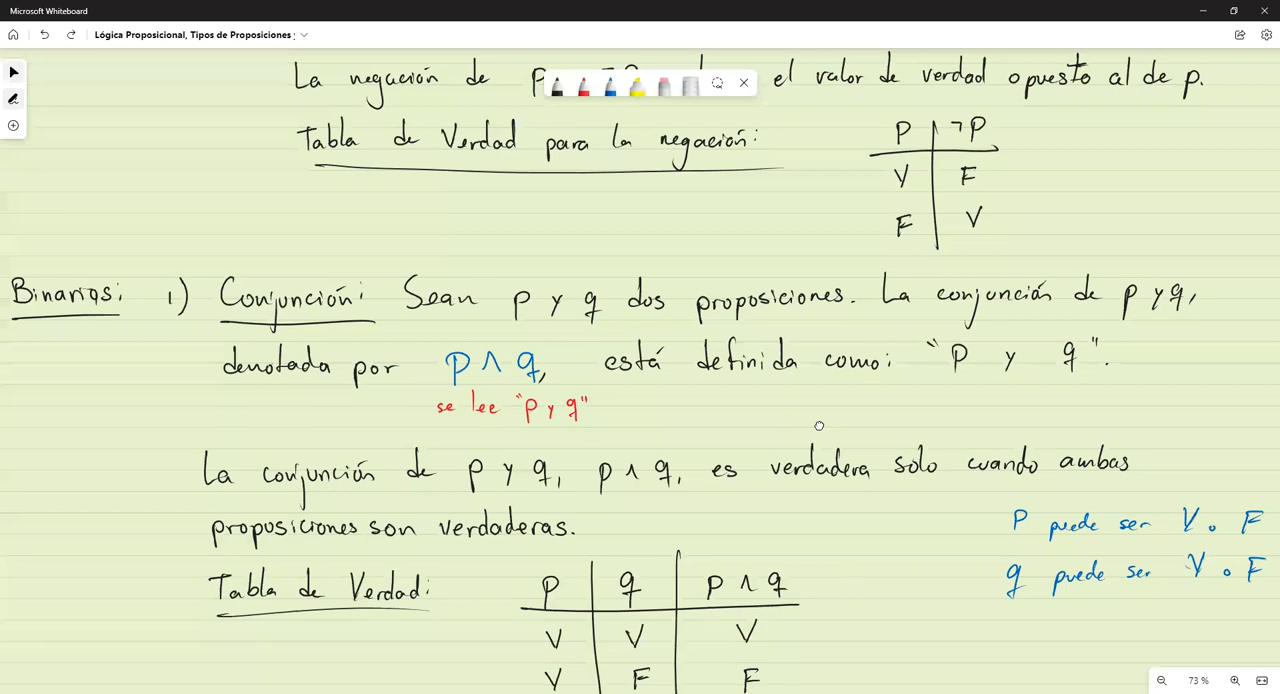 Microsoft Whiteboard
Lógica Proposicional, Tipos de Proposiciones
La negación de p el valor de verdad opuesto al de p.
Tabla de Verdad para la negación:
P ¬P
V F
F V
Binarios: 1) Conjunción: Sean p y q dos proposiciones. La conjunción de p y q,
denotada por p ∧ q, está definida como: "p y q".
se lee "p y q"
La conjunción de p y q, p ∧ q, es verdadera solo cuando ambas
proposiciones son verdaderas.
P puede ser V o F
q puede ser V o F
Tabla de Verdad:
p q p ∧ q
V V V
V F F
73 %